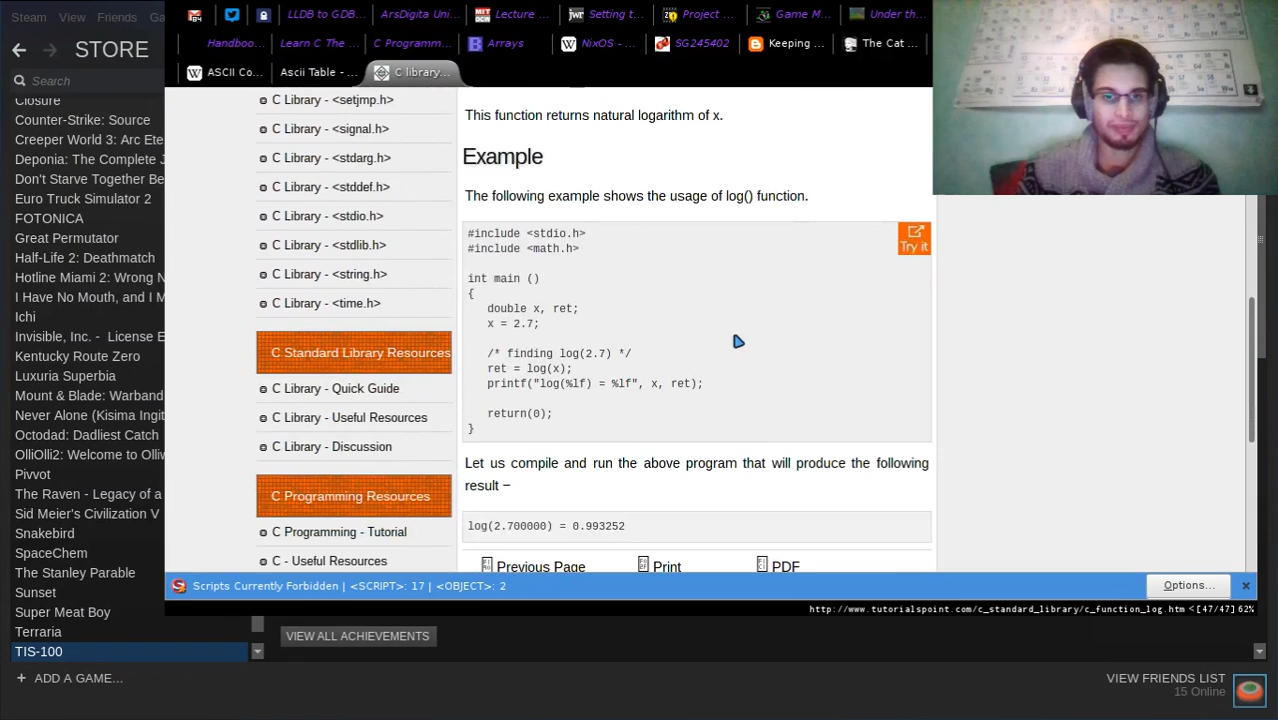 Steam View Friends Ga
STORE
Search
Closure
Counter-Strike: Source
Creeper World 3: Arc Ete
Deponia: The Complete J
Don't Starve Together Be
Euro Truck Simulator 2
FOTONICA
Great Permutator
Half-Life 2: Deathmatch
Hotline Miami 2: Wrong N
I Have No Mouth, and I M
Ichi
Invisible, Inc. - License E
Kentucky Route Zero
Luxuria Superbia
Mount & Blade: Warband
Never Alone (Kisima Ingit
Octodad: Dadliest Catch
OlliOlli2: Welcome to Olliw
Pivvot
The Raven - Legacy of a
Sid Meier's Civilization V
Snakebird
SpaceChem
The Stanley Parable
Sunset
Super Meat Boy
Terraria
TIS-100
ADD A GAME...
LLDB to GDB... ArsDigita Uni... Lecture ... Setting t... Project ... Game M... Under th...
Handboo... Learn C The ... C Programm... Arrays NixOS - ... SG245402 Keeping ... The Cat ...
ASCII Co... Ascii Table - ... C library...
C Library - <setjmp.h>
C Library - <signal.h>
C Library - <stdarg.h>
C Library - <stddef.h>
C Library - <stdio.h>
C Library - <stdlib.h>
C Library - <string.h>
C Library - <time.h>
C Standard Library Resources
C Library - Quick Guide
C Library - Useful Resources
C Library - Discussion
C Programming Resources
C Programming - Tutorial
C - Useful Resources
This function returns natural logarithm of x.
Example
The following example shows the usage of log() function.
Try it
#include <stdio.h>
#include <math.h>
int main ()
{
double x, ret;
x = 2.7;
/* finding log(2.7) */
ret = log(x);
printf("log(%lf) = %lf", x, ret);
return(0);
}
Let us compile and run the above program that will produce the following
result −
log(2.700000) = 0.993252
Previous Page Print PDF
Scripts Currently Forbidden | <SCRIPT>: 17 | <OBJECT>: 2
Options...
http://www.tutorialspoint.com/c_standard_library/c_function_log.htm <[47/47] 62%
VIEW ALL ACHIEVEMENTS
VIEW FRIENDS LIST
15 Online